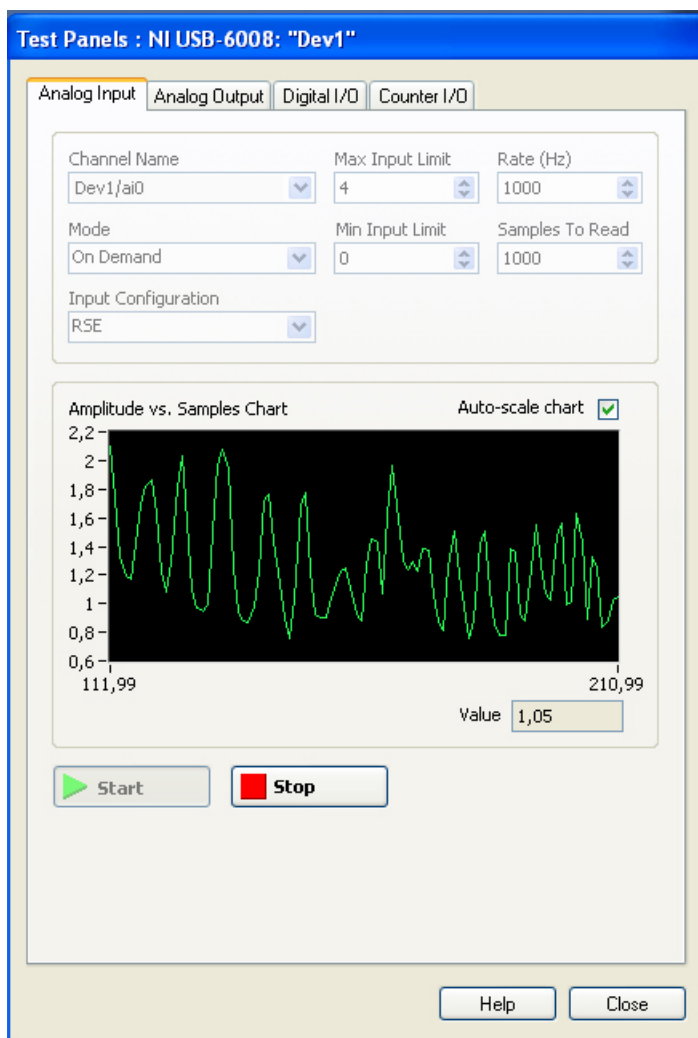 Test Panels : NI USB-6008: "Dev1"
Analog Input Analog Output Digital I/O Counter I/O
Channel Name Max Input Limit Rate (Hz)
Dev1/ai0 4 1000
Mode Min Input Limit Samples To Read
On Demand 0 1000
Input Configuration
RSE
Amplitude vs. Samples Chart Auto-scale chart
2,2
2
1,8
1,6
1,4
1,2
1
0,8
0,6
111,99 210,99
Value 1,05
Start Stop
Help Close